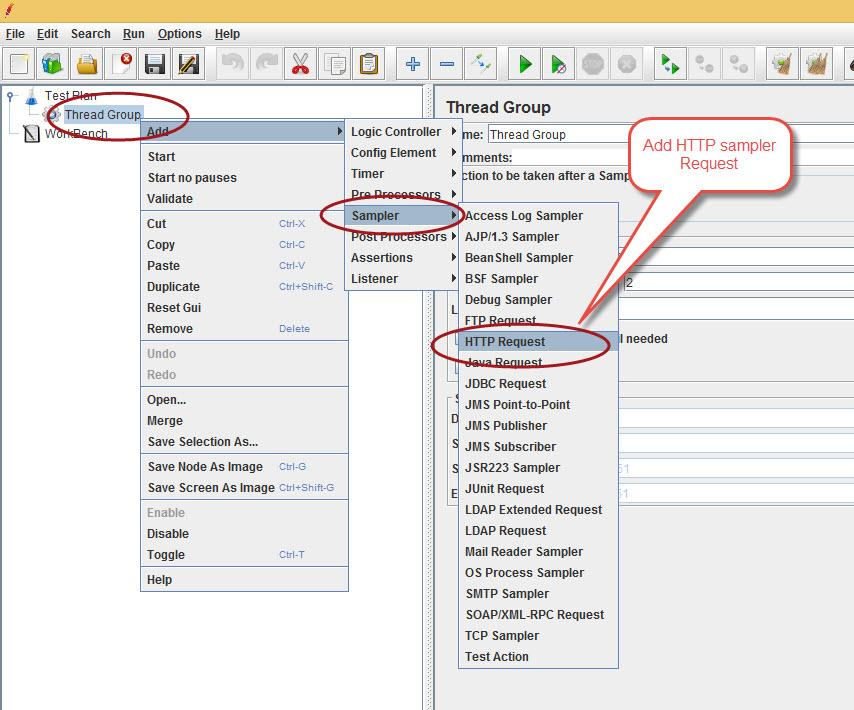 File Edit Search Run Options Help
Test Plan
Thread Group
WorkBench
Add
Start
Start no pauses
Validate
Cut Ctrl-X
Copy Ctrl-C
Paste Ctrl-V
Duplicate Ctrl+Shift-C
Reset Gui
Remove Delete
Undo
Redo
Open...
Merge
Save Selection As...
Save Node As Image Ctrl-G
Save Screen As Image Ctrl+Shift-G
Enable
Disable
Toggle Ctrl-T
Help
Logic Controller
Config Element
Timer
Pre Processors
Sampler
Post Processors
Assertions
Listener
Access Log Sampler
AJP/1.3 Sampler
BeanShell Sampler
BSF Sampler
Debug Sampler
FTP Request
HTTP Request
Java Request
JDBC Request
JMS Point-to-Point
JMS Publisher
JMS Subscriber
JSR223 Sampler
JUnit Request
LDAP Extended Request
LDAP Request
Mail Reader Sampler
OS Process Sampler
SMTP Sampler
SOAP/XML-RPC Request
TCP Sampler
Test Action
Thread Group
me: Thread Group
mments:
ction to be taken after a Samp
2
needed
Add HTTP sampler
Request